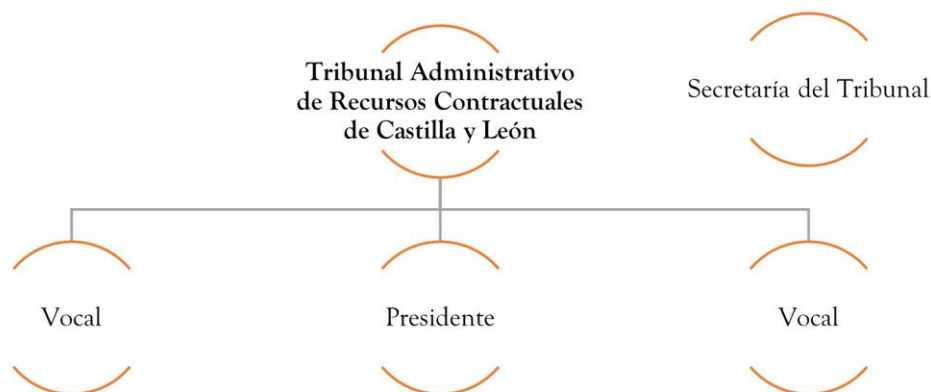 Tribunal Administrativo
de Recursos Contractuales
de Castilla y León
Secretaría del Tribunal
Vocal
Presidente
Vocal